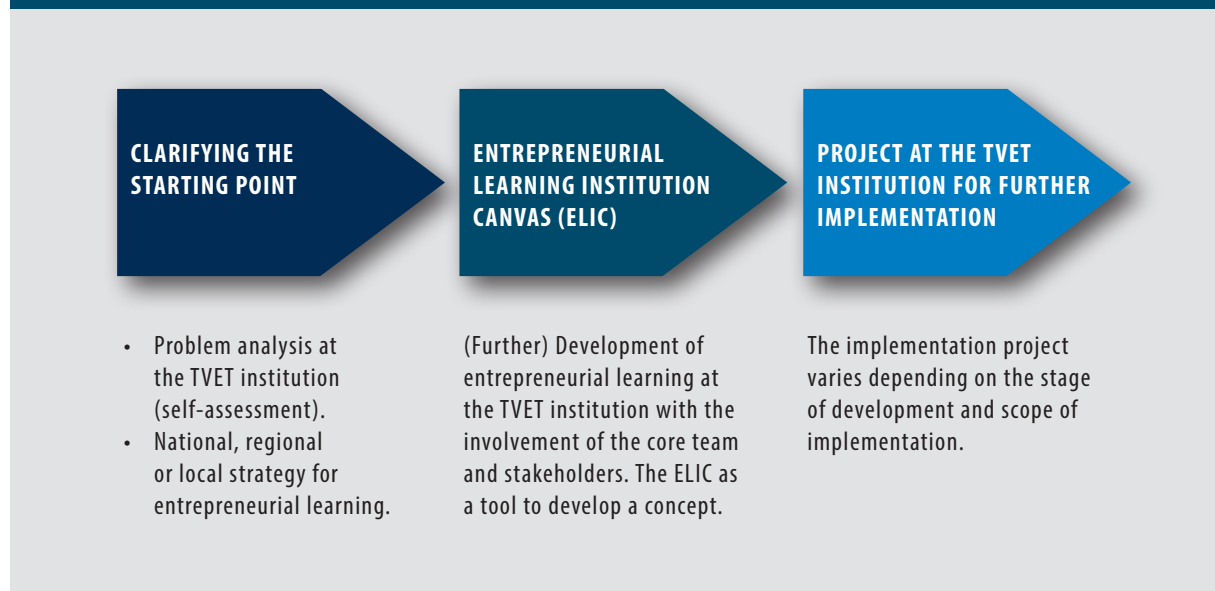 CLARIFYING THE
STARTING POINT
ENTREPRENEURIAL
LEARNING INSTITUTION
CANVAS (ELIC)
PROJECT AT THE TVET
INSTITUTION FOR FURTHER
IMPLEMENTATION
• Problem analysis at
the TVET institution
(self-assessment).
• National, regional
or local strategy for
entrepreneurial learning.
(Further) Development of
entrepreneurial learning at
the TVET institution with the
involvement of the core team
and stakeholders. The ELIC as
a tool to develop a concept.
The implementation project
varies depending on the stage
of development and scope of
implementation.